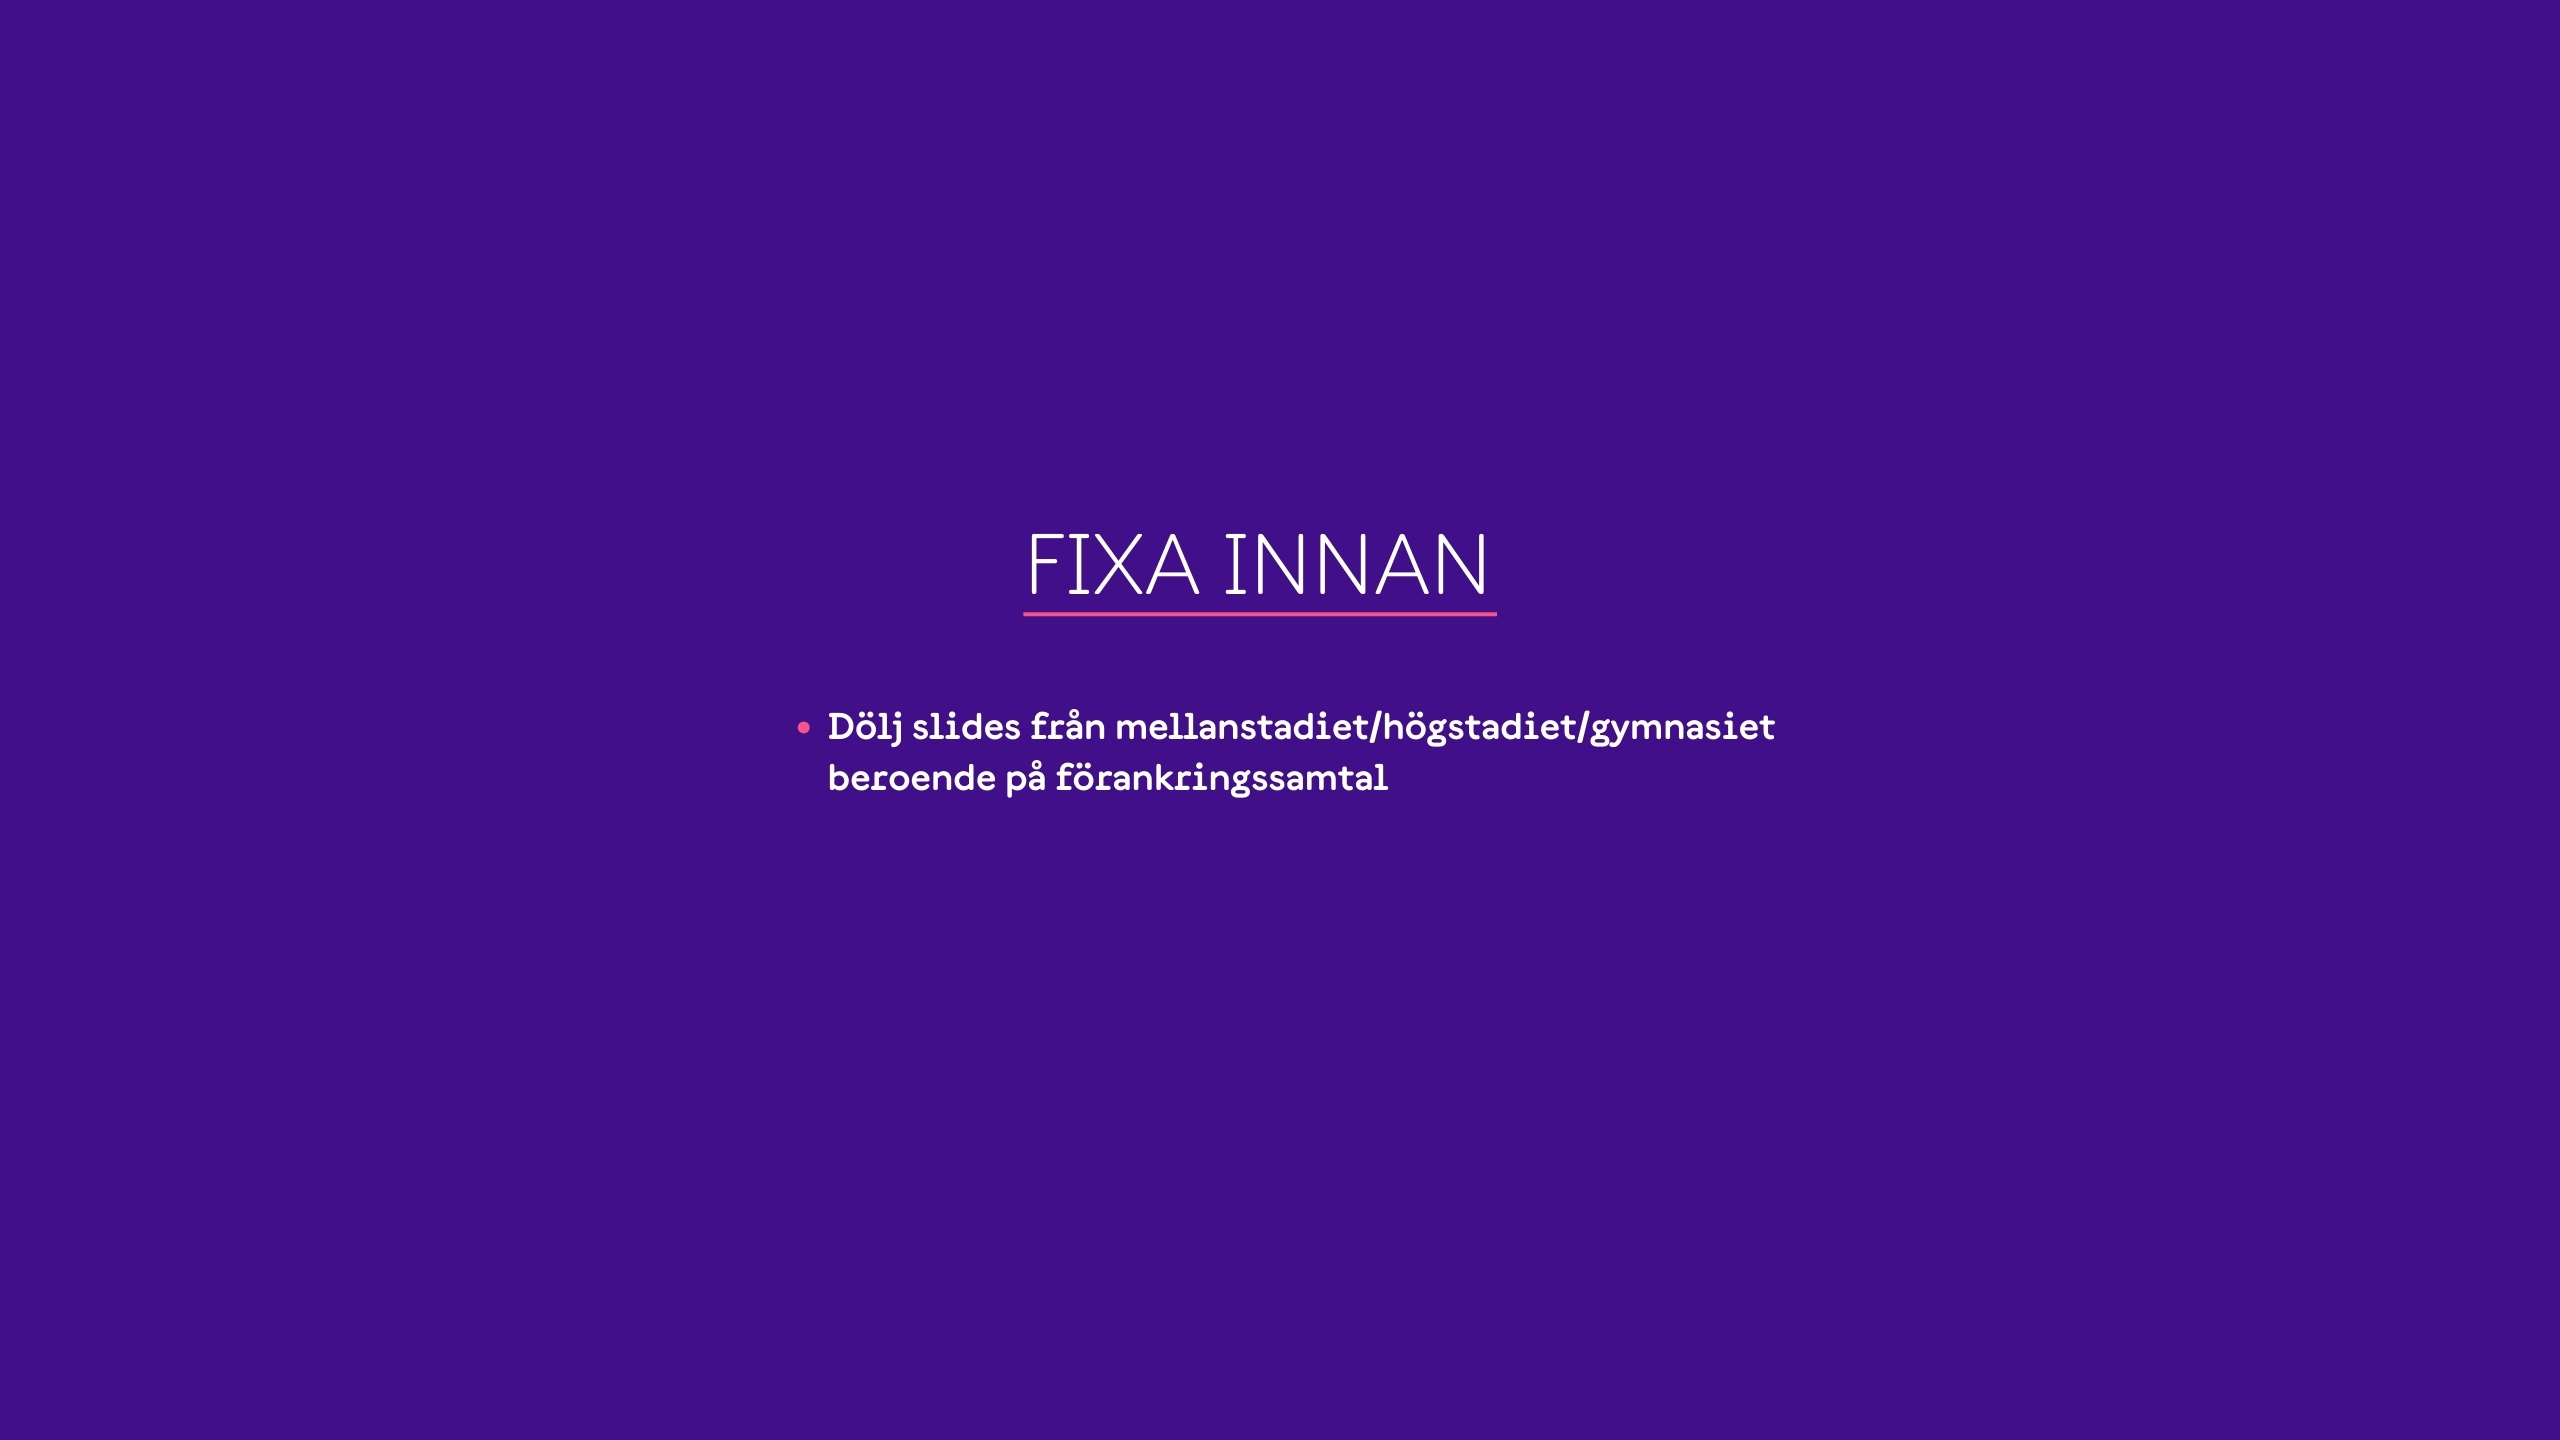 FIXA INNAN
• Dölj slides från mellanstadiet/högstadiet/gymnasiet
beroende på förankringssamtal